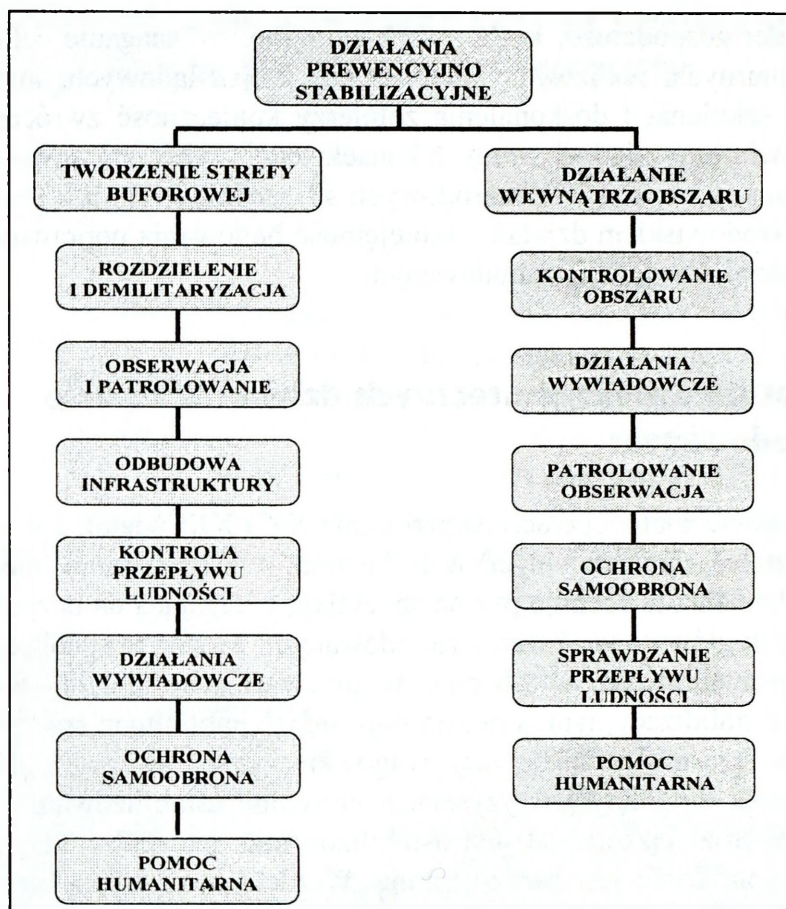 DZIAŁANIA
PREWENCYJNO
STABILIZACYJNE
TWORZENIE STREFY
BUFOROWEJ
ROZDZIELENIE
I DEMILITARYZACJA
OBSERWACJA
I PATROLOWANIE
ODBUDOWA
INFRASTRUKTURY
KONTROLA
PRZEPŁYWU
LUDNOŚCI
DZIAŁANIA
WYWIADOWCZE
OCHRONA
SAMOOBRONA
POMOC
HUMANITARNA
DZIAŁANIE
WEWNĄTRZ OBSZARU
KONTROLOWANIE
OBSZARU
DZIAŁANIA
WYWIADOWCZE
PATROLOWANIE
OBSERWACJA
OCHRONA
SAMOOBRONA
SPRAWDZANIE
PRZEPŁYWU
LUDNOŚCI
POMOC
HUMANITARNA